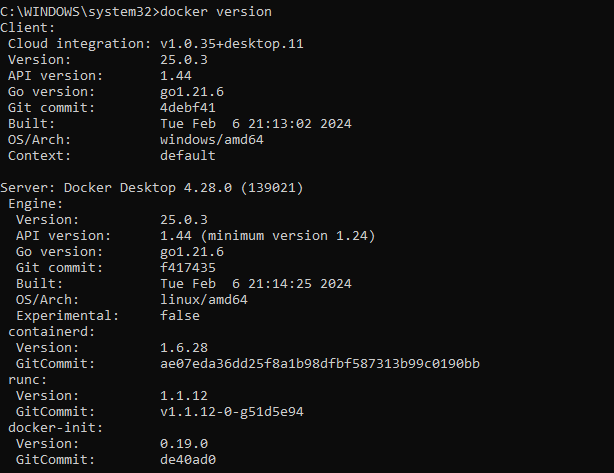 C:\WINDOWS\system32>docker version
Client:
 Cloud integration: v1.0.35+desktop.11
 Version:           25.0.3
 API version:       1.44
 Go version:        go1.21.6
 Git commit:        4debf41
 Built:             Tue Feb  6 21:13:02 2024
 OS/Arch:           windows/amd64
 Context:           default

Server: Docker Desktop 4.28.0 (139021)
 Engine:
  Version:          25.0.3
  API version:      1.44 (minimum version 1.24)
  Go version:       go1.21.6
  Git commit:       f417435
  Built:            Tue Feb  6 21:14:25 2024
  OS/Arch:          linux/amd64
  Experimental:     false
 containerd:
  Version:          1.6.28
  GitCommit:        ae07eda36dd25f8a1b98dfbf587313b99c0190bb
 runc:
  Version:          1.1.12
  GitCommit:        v1.1.12-0-g51d5e94
 docker-init:
  Version:          0.19.0
  GitCommit:        de40ad0